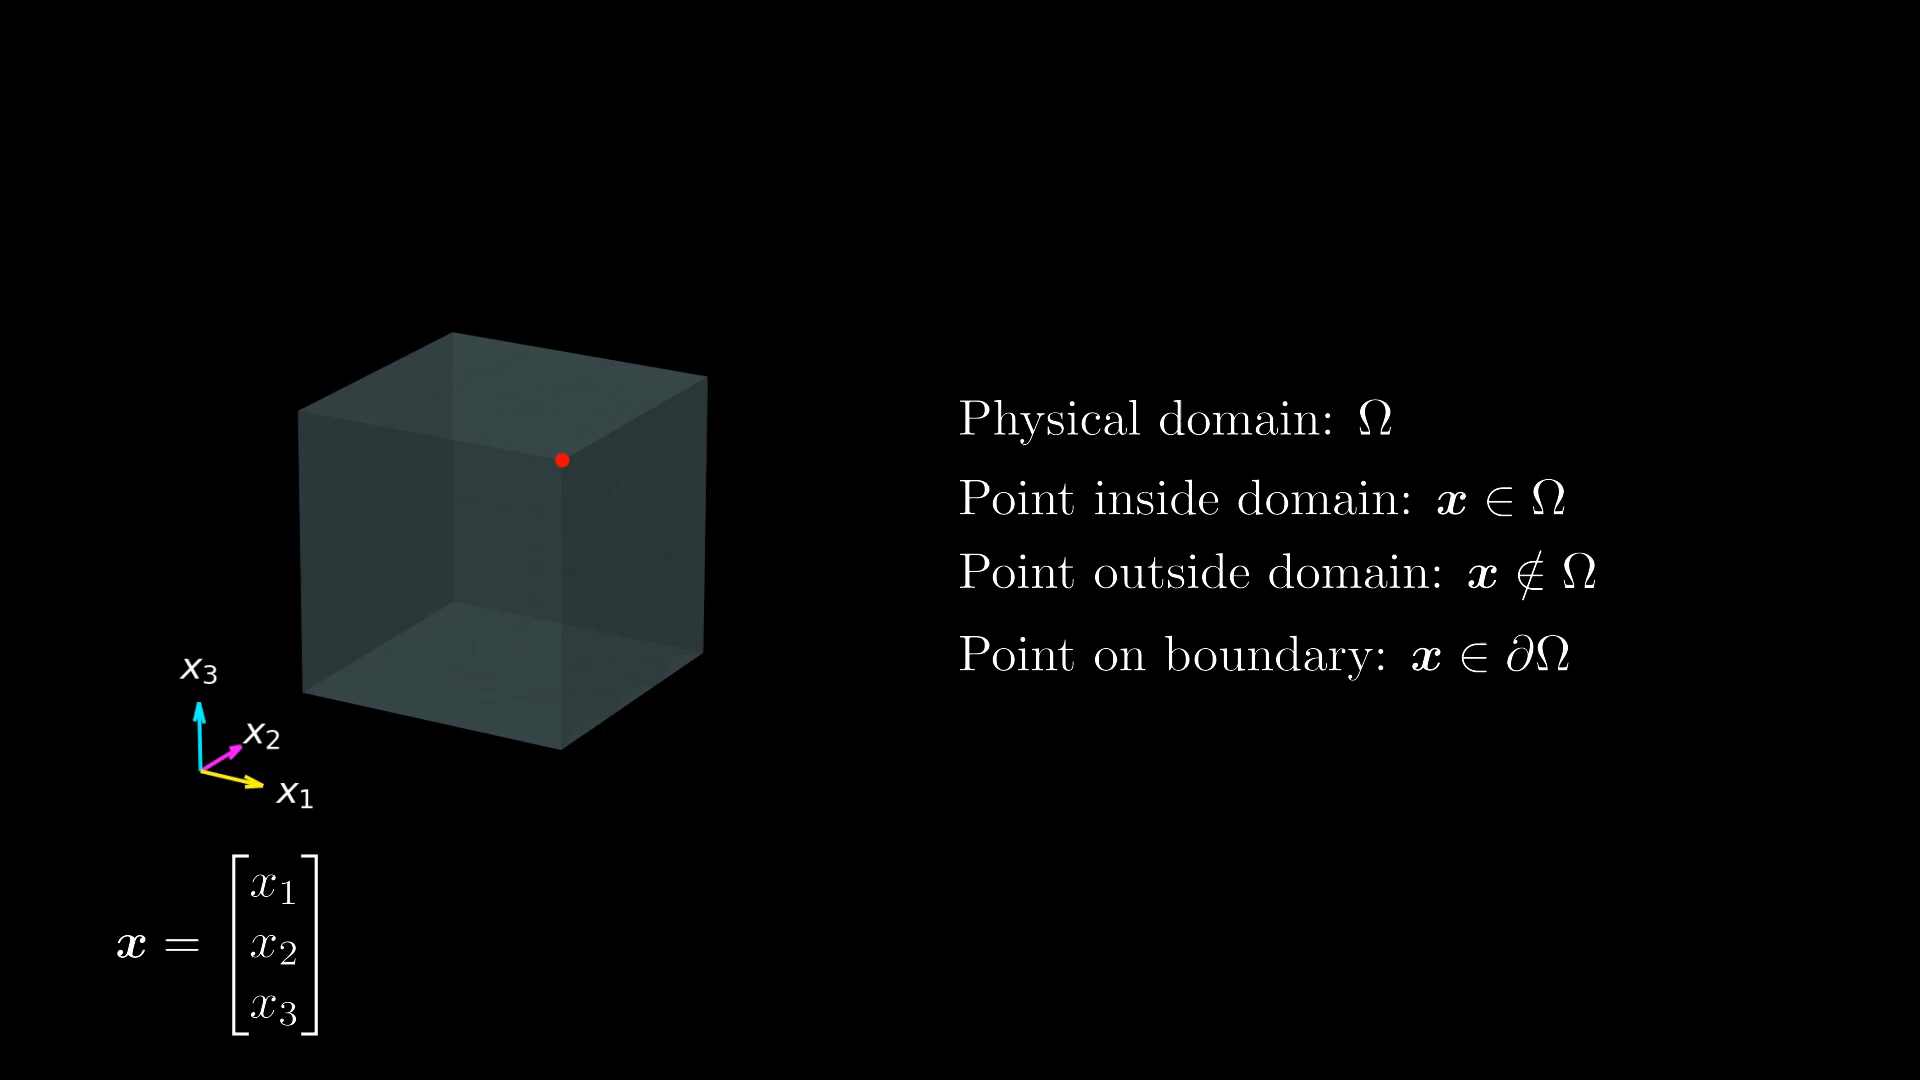 Physical domain: Ω
Point inside domain: x ∈ Ω
Point outside domain: x ∉ Ω
Point on boundary: x ∈ ∂Ω
x₃
x₂
x₁
x = [x₁
x₂
x₃]